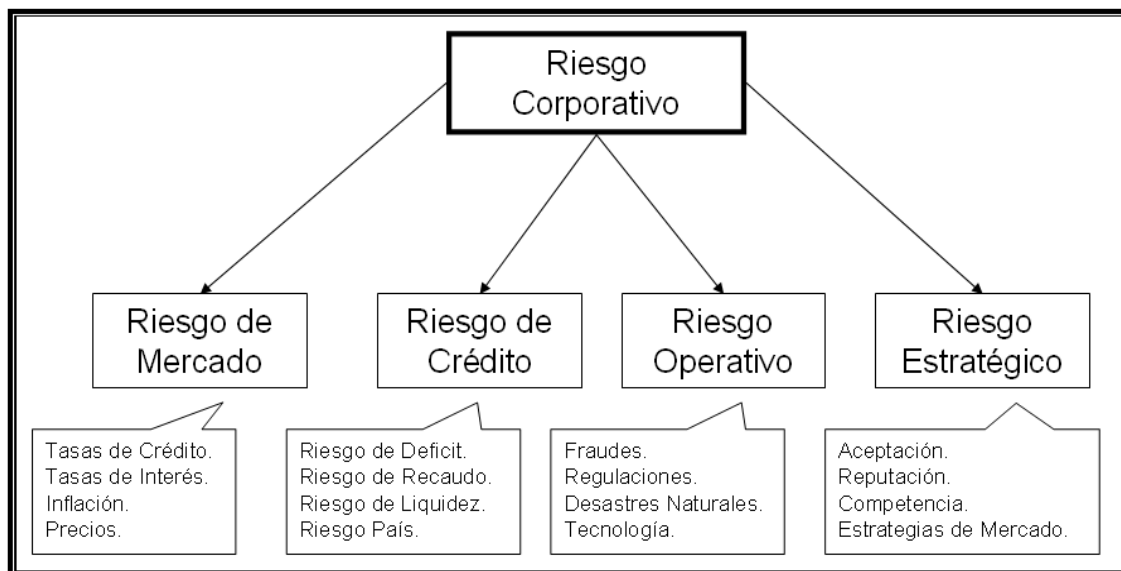 Riesgo
Corporativo
Riesgo de
Mercado
Riesgo de
Crédito
Riesgo
Operativo
Riesgo
Estratégico
Tasas de Crédito.
Tasas de Interés.
Inflación.
Precios.
Riesgo de Deficit.
Riesgo de Recaudo.
Riesgo de Liquidez.
Riesgo País.
Fraudes.
Regulaciones.
Desastres Naturales.
Tecnología.
Aceptación.
Reputación.
Competencia.
Estrategias de Mercado.